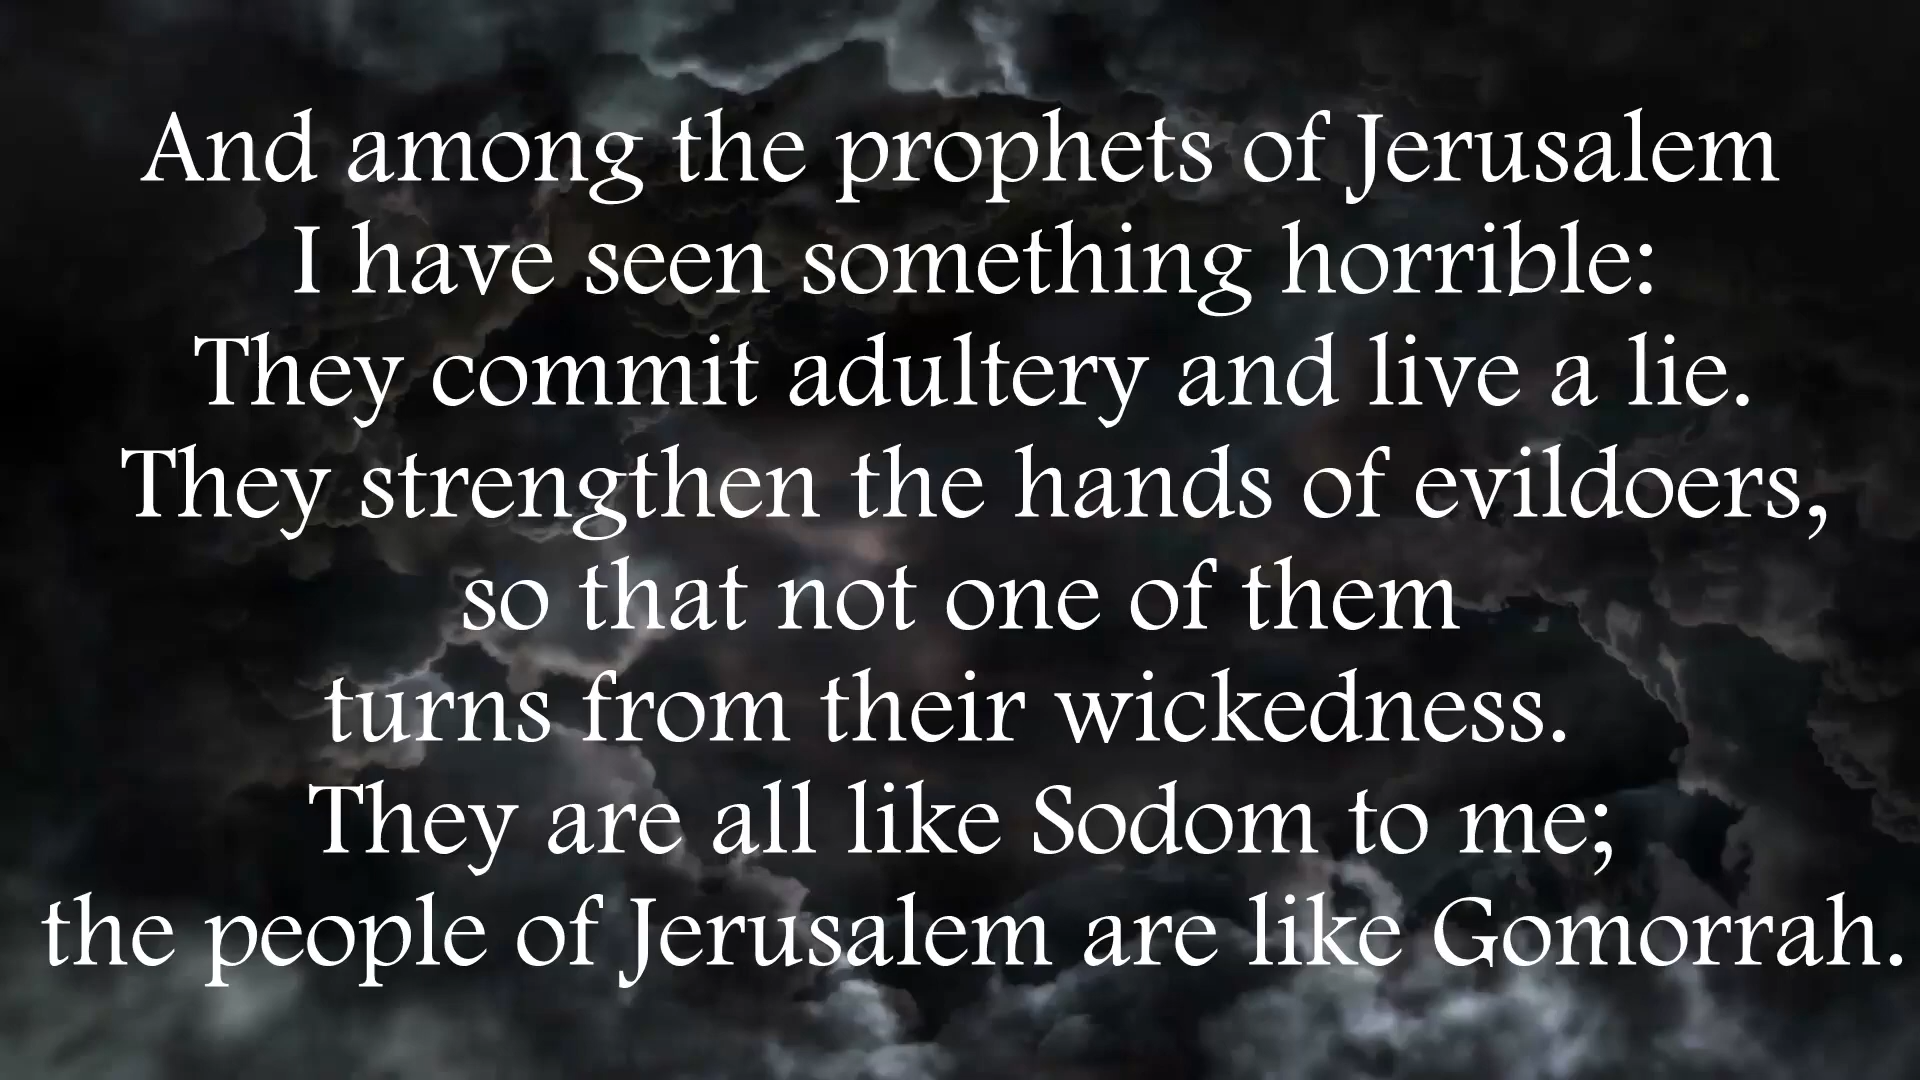 And among the prophets of Jerusalem
I have seen something horrible:
They commit adultery and live a lie.
They strengthen the hands of evildoers,
so that not one of them
turns from their wickedness.
They are all like Sodom to me;
the people of Jerusalem are like Gomorrah.